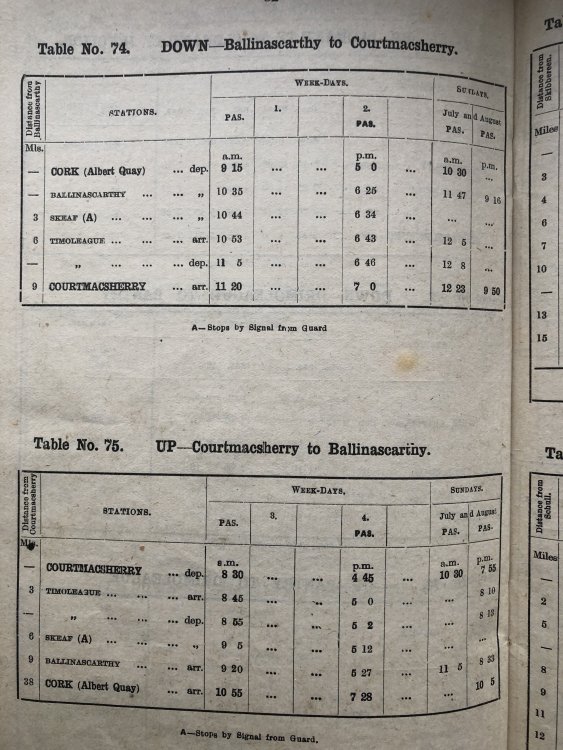 Table No. 74. DOWN—Ballinascarthy to Courtmacsherry.
Distance from Ballinascarthy
STATIONS.
WEEK-DAYS.
SUNDAYS.
PAS. 1. 2. PAS. July and August PAS. PAS.
Mls.
a.m. p.m. a.m. p.m.
— CORK (Albert Quay) ... dep. 9 15 ... ... 5 0 ... 10 30 ...
— BALLINASCARTHY ... ... „ 10 35 ... ... 6 25 ... 11 47 9 16
3 SKEAF (A) ... ... ... „ 10 44 ... ... 6 34 ... ... ...
6 TIMOLEAGUE ... ... ... arr. 10 53 ... ... 6 43 ... 12 5 ...
— „ ... ... ... dep. 11 5 ... ... 6 46 ... 12 8 ...
9 COURTMACSHERRY ... arr. 11 20 ... ... 7 0 ... 12 23 9 50
A—Stops by Signal from Guard
Table No. 75. UP—Courtmacsherry to Ballinascarthy.
Distance from Courtmacsherry
STATIONS.
WEEK-DAYS.
SUNDAYS.
PAS. 3. 4. PAS. July and August PAS. PAS.
Mls.
a.m. p.m. a.m. p.m.
— COURTMACSHERRY ... dep. 8 30 ... ... 4 45 ... 10 30 7 55
3 TIMOLEAGUE ... ... ... arr. 8 45 ... ... 5 0 ... ... 8 10
— „ ... ... ... dep. 8 55 ... ... 5 2 ... ... 8 13
6 SKEAF (A) ... ... ... „ 9 5 ... ... 5 12 ... ... ...
9 BALLINASCARTHY ... ... arr. 9 20 ... ... 5 27 ... 11 5 8 23
38 CORK (Albert Quay) ... arr. 10 55 ... ... 7 28 ... ... 10 5
A—Stops by Signal from Guard.
Distance from Skibbereen.
Miles
—
3
4
6
7
10
—
13
15
Distance from Schull.
Miles
—
2
5
—
8
9
11
12